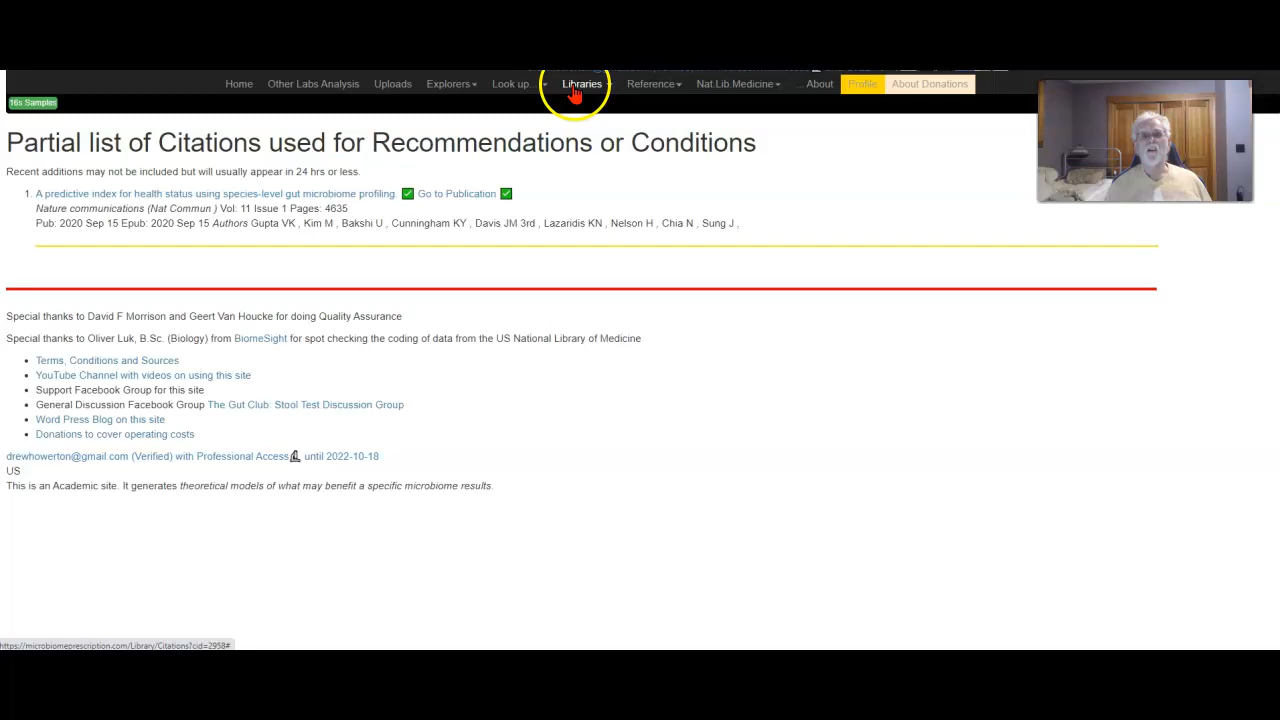 Home Other Labs Analysis Uploads Explorers Look up... Libraries Reference Nat.Lib.Medicine ... About Profile About Donations
16s Samples
Partial list of Citations used for Recommendations or Conditions
Recent additions may not be included but will usually appear in 24 hrs or less.
1. A predictive index for health status using species-level gut microbiome profiling. Go to Publication
Nature communications (Nat Commun ) Vol: 11 Issue 1 Pages: 4635
Pub: 2020 Sep 15 Epub: 2020 Sep 15 Authors Gupta VK , Kim M , Bakshi U , Cunningham KY , Davis JM 3rd , Lazaridis KN , Nelson H , Chia N , Sung J ,
Special thanks to David F Morrison and Geert Van Houcke for doing Quality Assurance
Special thanks to Oliver Luk, B.Sc. (Biology) from BiomeSight for spot checking the coding of data from the US National Library of Medicine
Terms, Conditions and Sources
YouTube Channel with videos on using this site
Support Facebook Group for this site
General Discussion Facebook Group The Gut Club: Stool Test Discussion Group
Word Press Blog on this site
Donations to cover operating costs
drewhowerton@gmail.com (Verified) with Professional Access until 2022-10-18
US
This is an Academic site. It generates theoretical models of what may benefit a specific microbiome results.
https://microbiomeprescription.com/Library/Citations?cid=2958#